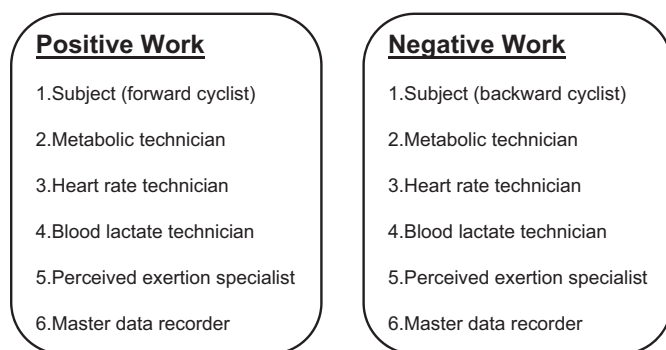 Positive Work
1.Subject (forward cyclist)
2.Metabolic technician
3.Heart rate technician
4.Blood lactate technician
5.Perceived exertion specialist
6.Master data recorder
Negative Work
1.Subject (backward cyclist)
2.Metabolic technician
3.Heart rate technician
4.Blood lactate technician
5.Perceived exertion specialist
6.Master data recorder